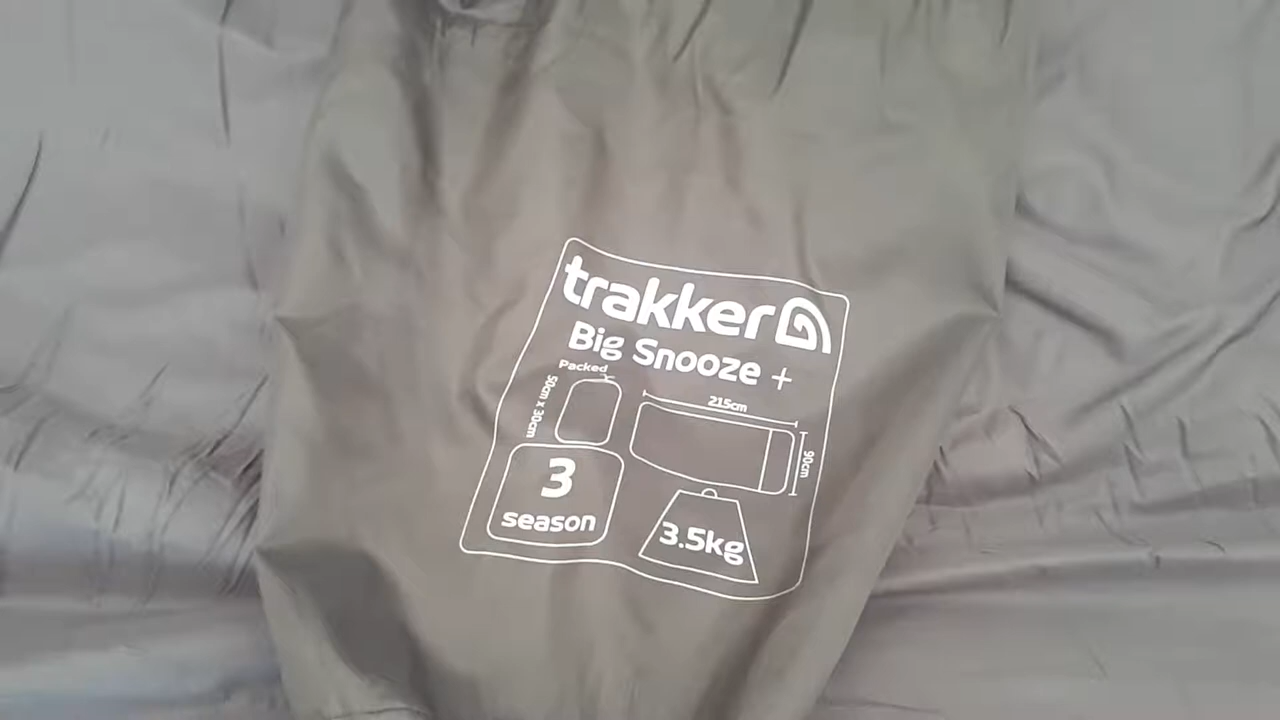 trakker
Big Snooze +
Packed
50cm x 30cm
215cm
90cm
3
season
3.5kg